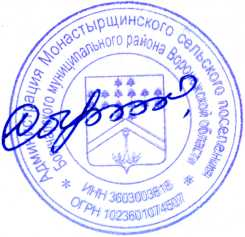 Администрация Монастырщинского сельского поселения
Богучарского муниципального района Воронежской области
ИНН 3603003618
ОГРН 1023601074507